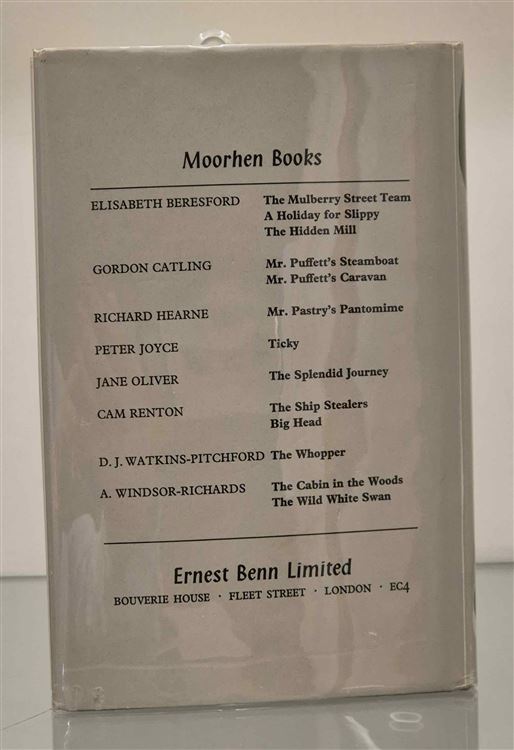 Moorhen Books
ELISABETH BERESFORD The Mulberry Street Team
A Holiday for Slippy
The Hidden Mill
GORDON CATLING Mr. Puffett's Steamboat
Mr. Puffett's Caravan
RICHARD HEARNE Mr. Pastry's Pantomime
PETER JOYCE Ticky
JANE OLIVER The Splendid Journey
CAM RENTON The Ship Stealers
Big Head
D. J. WATKINS-PITCHFORD The Whopper
A. WINDSOR-RICHARDS The Cabin in the Woods
The Wild White Swan
Ernest Benn Limited
BOUVERIE HOUSE · FLEET STREET · LONDON · EC4